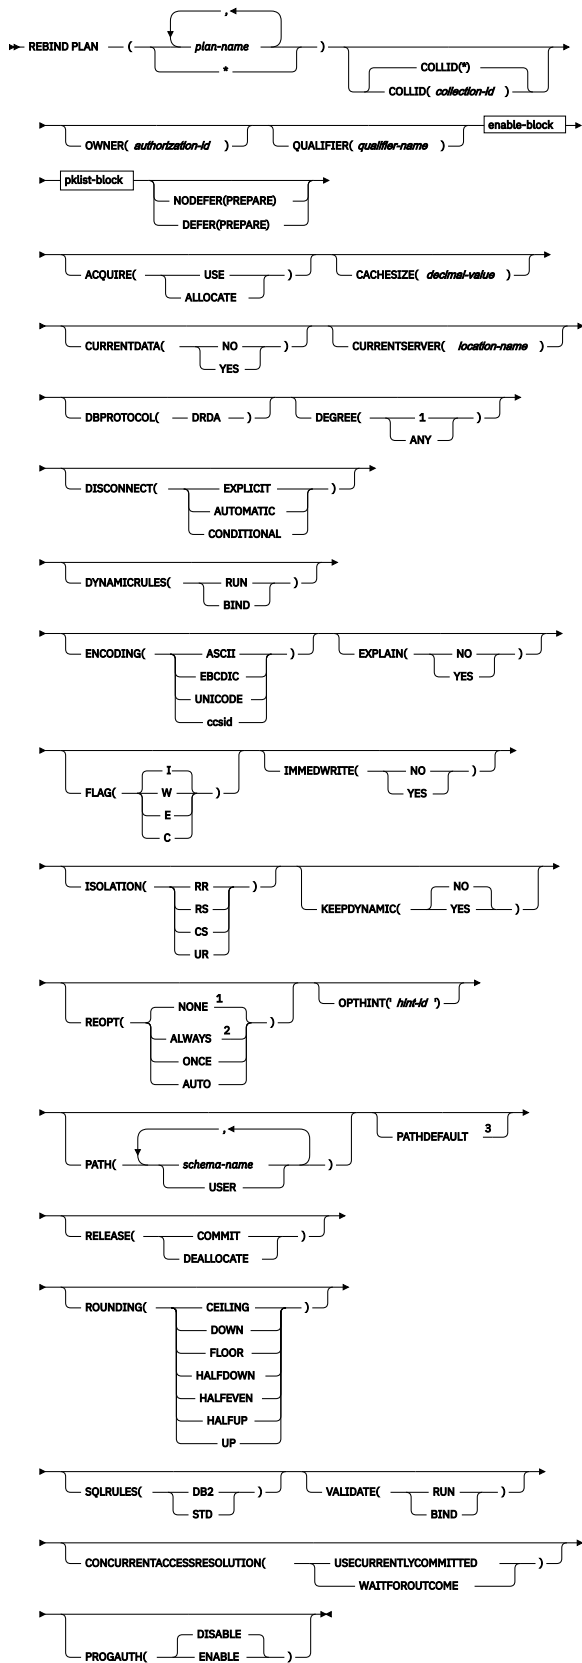 ,
REBIND PLAN ( plan-name )
*
COLLID(*)
COLLID( collection-id )
OWNER( authorization-id ) QUALIFIER( qualifier-name ) enable-block
pklist-block
NODEFER(PREPARE)
DEFER(PREPARE)
ACQUIRE( USE ) CACHESIZE( decimal-value )
ALLOCATE
CURRENTDATA( NO ) CURRENTSERVER( location-name )
YES
DBPROTOCOL( DRDA ) DEGREE( 1 )
ANY
DISCONNECT( EXPLICIT )
AUTOMATIC
CONDITIONAL
DYNAMICRULES( RUN )
BIND
ENCODING( ASCII ) EXPLAIN( NO )
EBCDIC YES
UNICODE
ccsid
I
FLAG( W ) IMMEDWRITE( NO )
E YES
C
ISOLATION( RR )
RS
CS
UR
NO
KEEPDYNAMIC( YES )
NONE 1
REOPT( ALWAYS 2 )
ONCE
AUTO
OPTHINT(' hint-id ')
,
PATH( schema-name )
USER
PATHDEFAULT 3
RELEASE( COMMIT )
DEALLOCATE
ROUNDING( CEILING )
DOWN
FLOOR
HALFDOWN
HALFEVEN
HALFUP
UP
SQLRULES( DB2 ) VALIDATE( RUN )
STD BIND
CONCURRENTACCESSRESOLUTION( USECURRENTLYCOMMITTED )
WAITFOROUTCOME
DISABLE
PROGAUTH( ENABLE )